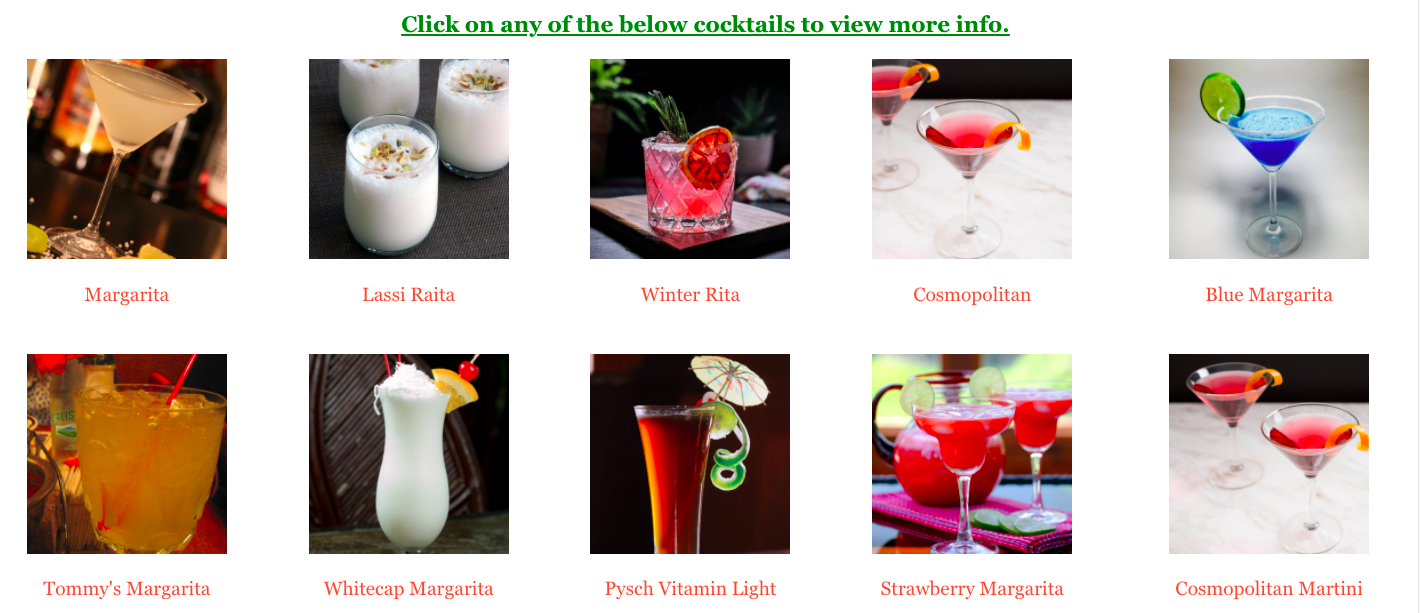 Click on any of the below cocktails to view more info.
Margarita
Lassi Raita
Winter Rita
Cosmopolitan
Blue Margarita
Tommy's Margarita
Whitecap Margarita
Pysch Vitamin Light
Strawberry Margarita
Cosmopolitan Martini